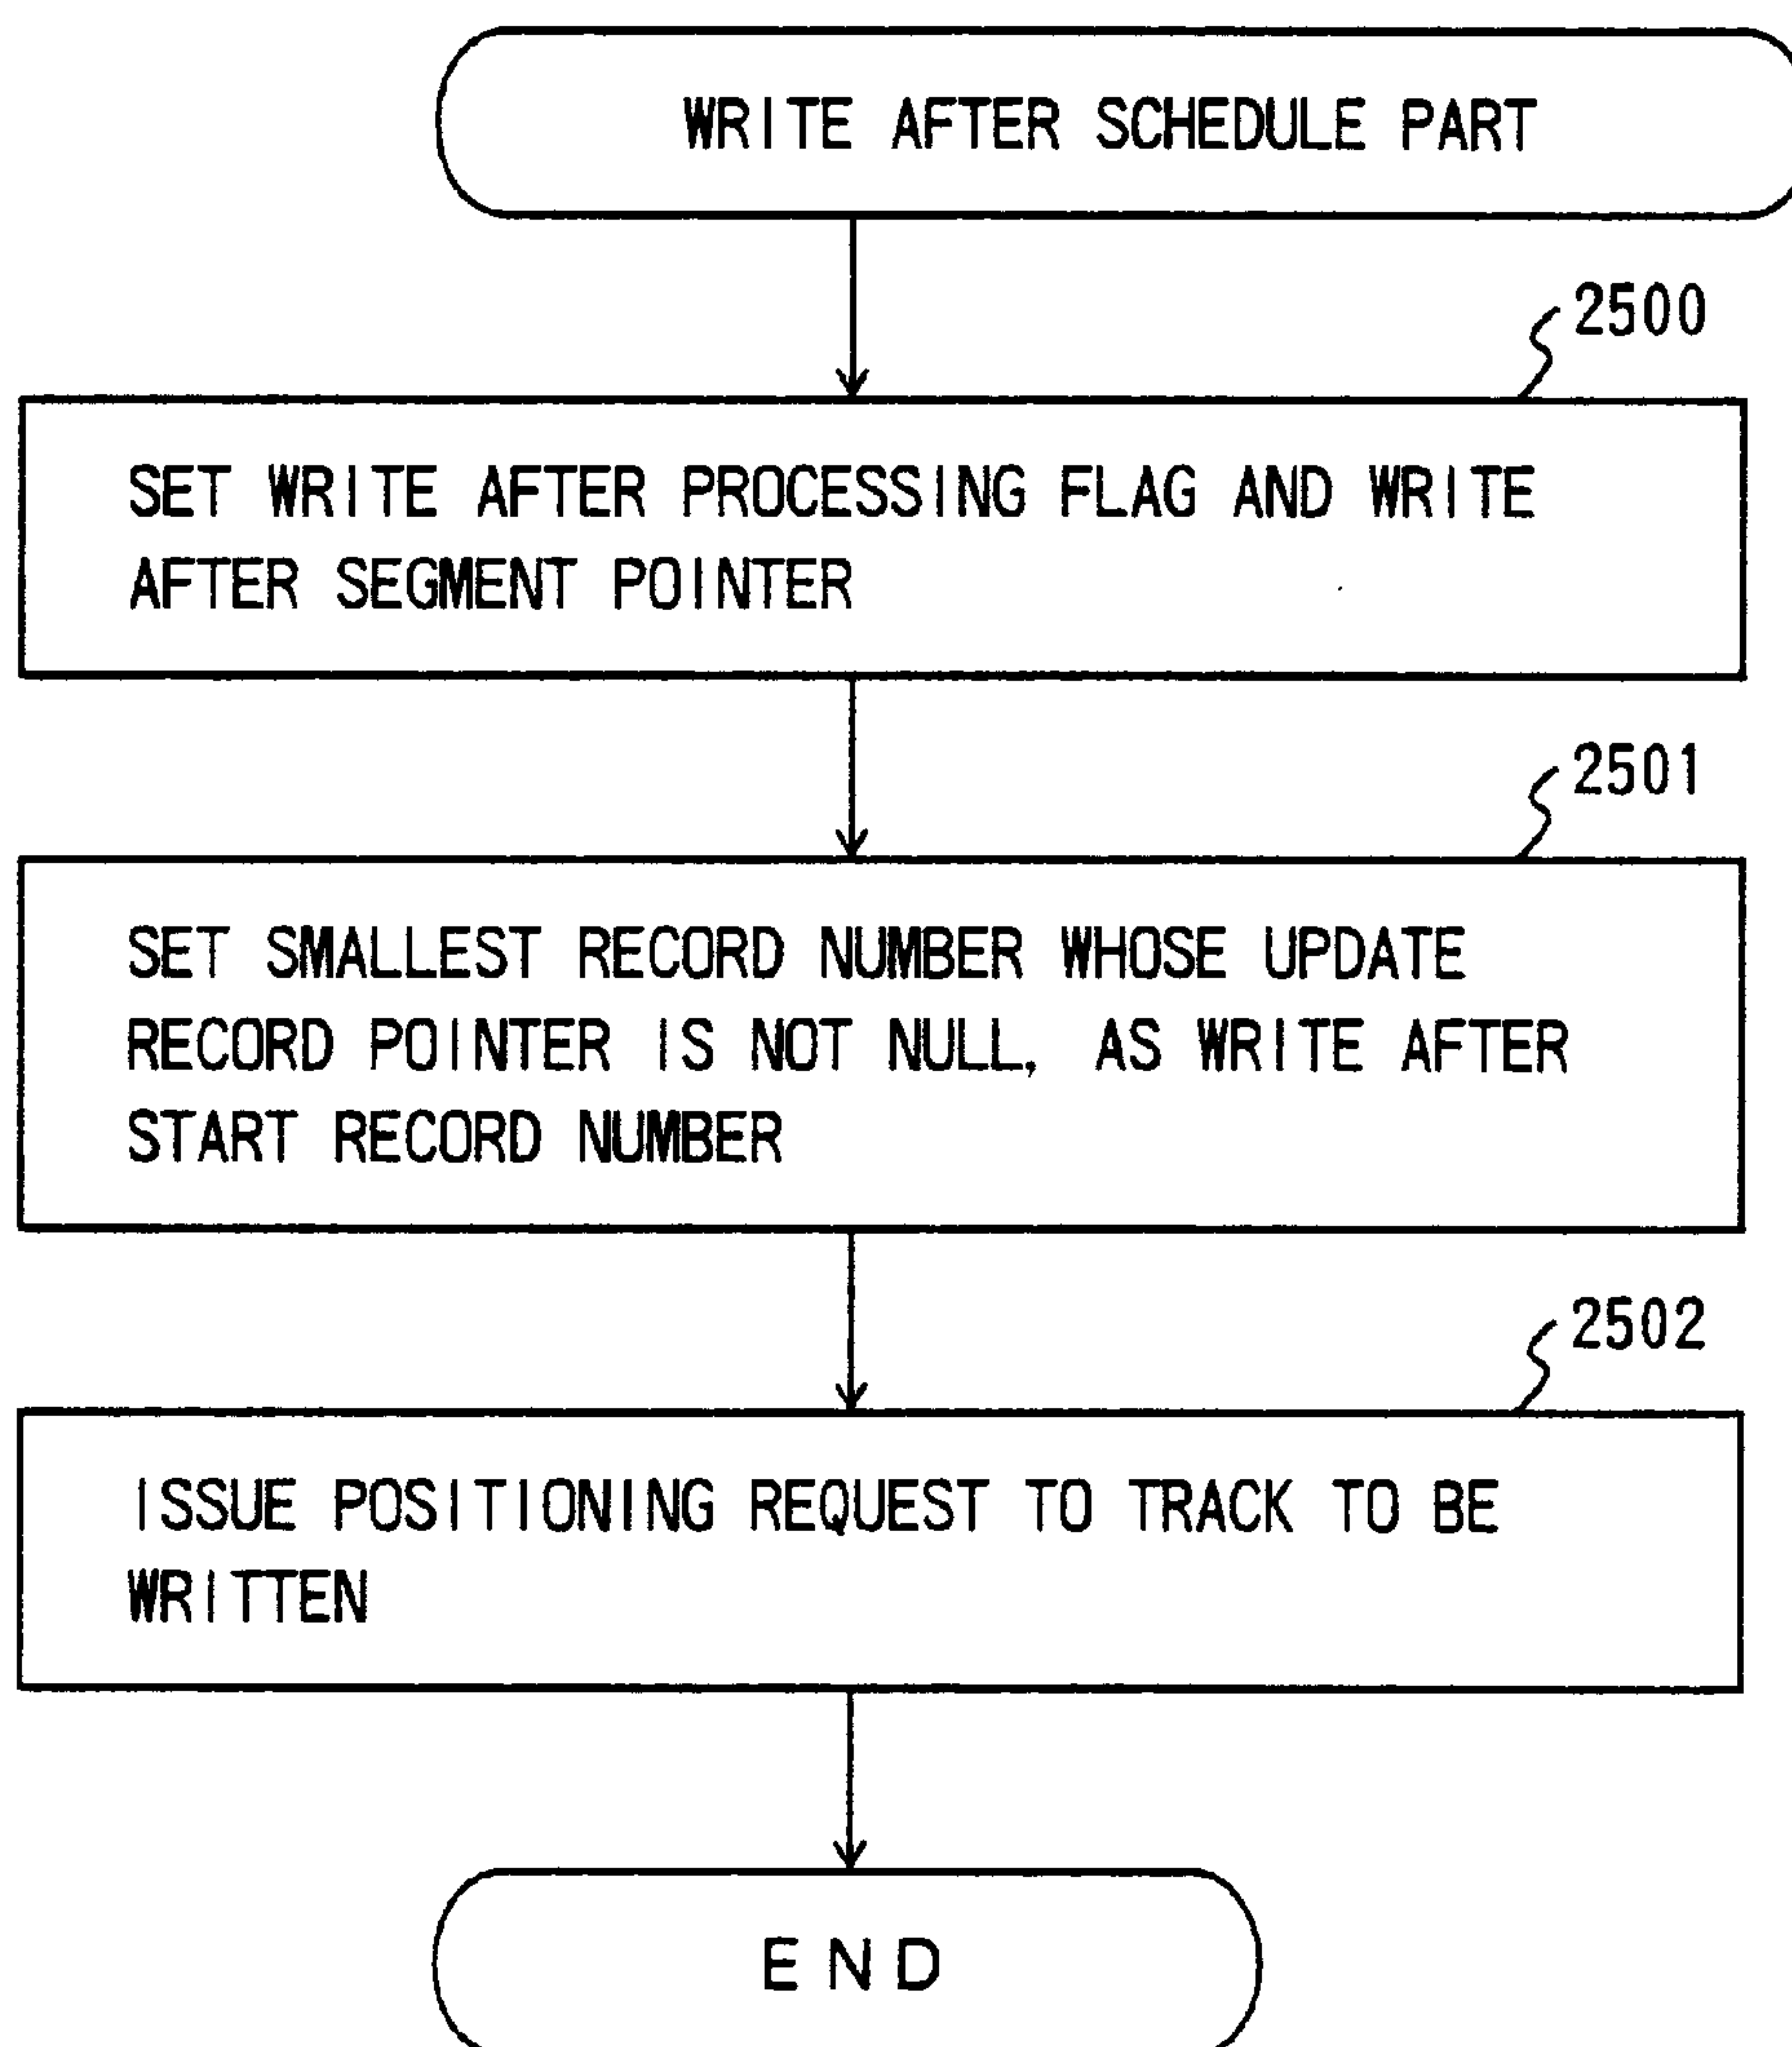 WRITE AFTER SCHEDULE PART
2500
SET WRITE AFTER PROCESSING FLAG AND WRITE
AFTER SEGMENT POINTER
2501
SET SMALLEST RECORD NUMBER WHOSE UPDATE
RECORD POINTER IS NOT NULL, AS WRITE AFTER
START RECORD NUMBER
2502
ISSUE POSITIONING REQUEST TO TRACK TO BE
WRITTEN
END